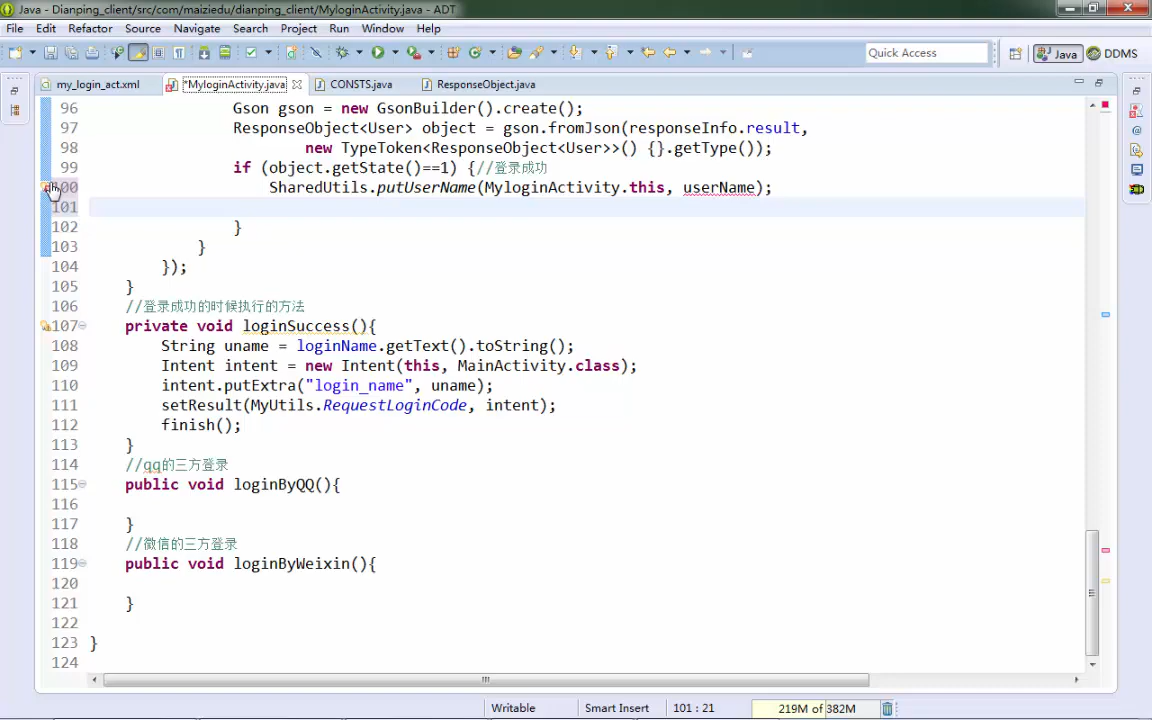 Java - Dianping_client/src/com/maiziedu/dianping_client/MyloginActivity.java - ADT
File Edit Refactor Source Navigate Search Project Run Window Help
Quick Access Java DDMS
my_login_act.xml *MyloginActivity.java CONSTS.java ResponseObject.java
96 Gson gson = new GsonBuilder().create();
97 ResponseObject<User> object = gson.fromJson(responseInfo.result,
98 new TypeToken<ResponseObject<User>>() {}.getType());
99 if (object.getState()==1) {//登录成功
100 SharedUtils.putUserName(MyloginActivity.this, userName);
101
102 }
103 }
104 });
105 }
106 //登录成功的时候执行的方法
107 private void loginSuccess(){
108 String uname = loginName.getText().toString();
109 Intent intent = new Intent(this, MainActivity.class);
110 intent.putExtra("login_name", uname);
111 setResult(MyUtils.RequestLoginCode, intent);
112 finish();
113 }
114 //qq的三方登录
115 public void loginByQQ(){
116
117 }
118 //微信的三方登录
119 public void loginByWeixin(){
120
121 }
122
123 }
124
Writable Smart Insert 101 : 21 219M of 382M